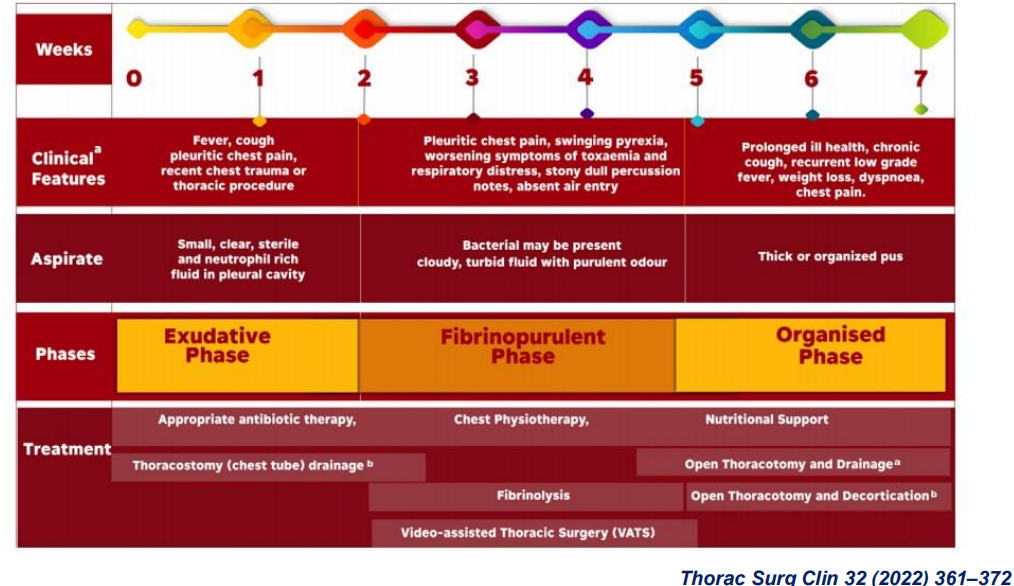 Weeks
0 1 2 3 4 5 6 7
Clinical a
Features
Fever, cough
pleuritic chest pain,
recent chest trauma or
thoracic procedure
Pleuritic chest pain, swinging pyrexia,
worsening symptoms of toxaemia and
respiratory distress, stony dull percussion
notes, absent air entry
Prolonged ill health, chronic
cough, recurrent low grade
fever, weight loss, dyspnoea,
chest pain.
Aspirate
Small, clear, sterile
and neutrophil rich
fluid in pleural cavity
Bacterial may be present
cloudy, turbid fluid with purulent odour
Thick or organized pus
Phases
Exudative
Phase
Fibrinopurulent
Phase
Organised
Phase
Treatment
Appropriate antibiotic therapy,
Chest Physiotherapy,
Nutritional Support
Thoracostomy (chest tube) drainage b
Open Thoracotomy and Drainage a
Fibrinolysis
Open Thoracotomy and Decortication b
Video-assisted Thoracic Surgery (VATS)
Thorac Surg Clin 32 (2022) 361–372